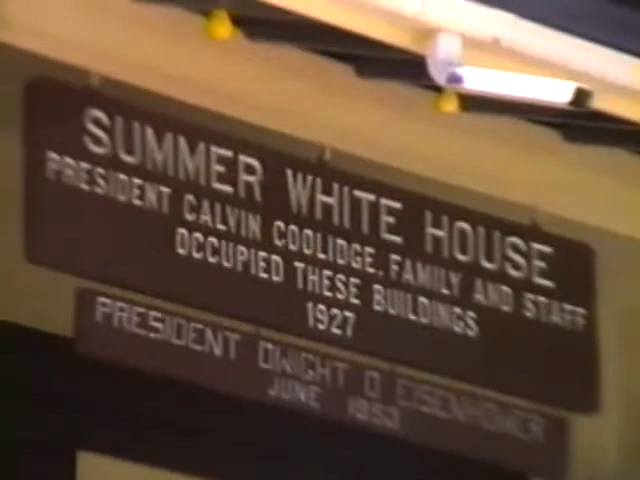 SUMMER WHITE HOUSE
PRESIDENT CALVIN COOLIDGE, FAMILY AND STAFF
OCCUPIED THESE BUILDINGS
1927
PRESIDENT DWIGHT D EISENHOWER
JUNE 1953